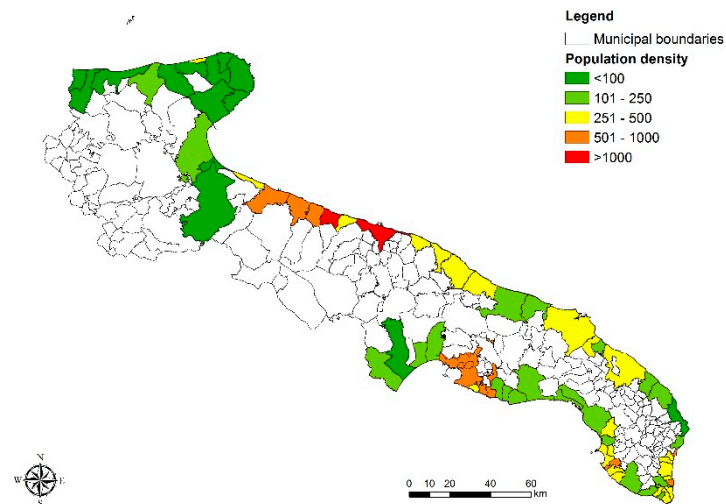 Legend
Municipal boundaries
Population density
<100
101 - 250
251 - 500
501 - 1000
>1000
N
W E
S
0 10 20 40 60
km